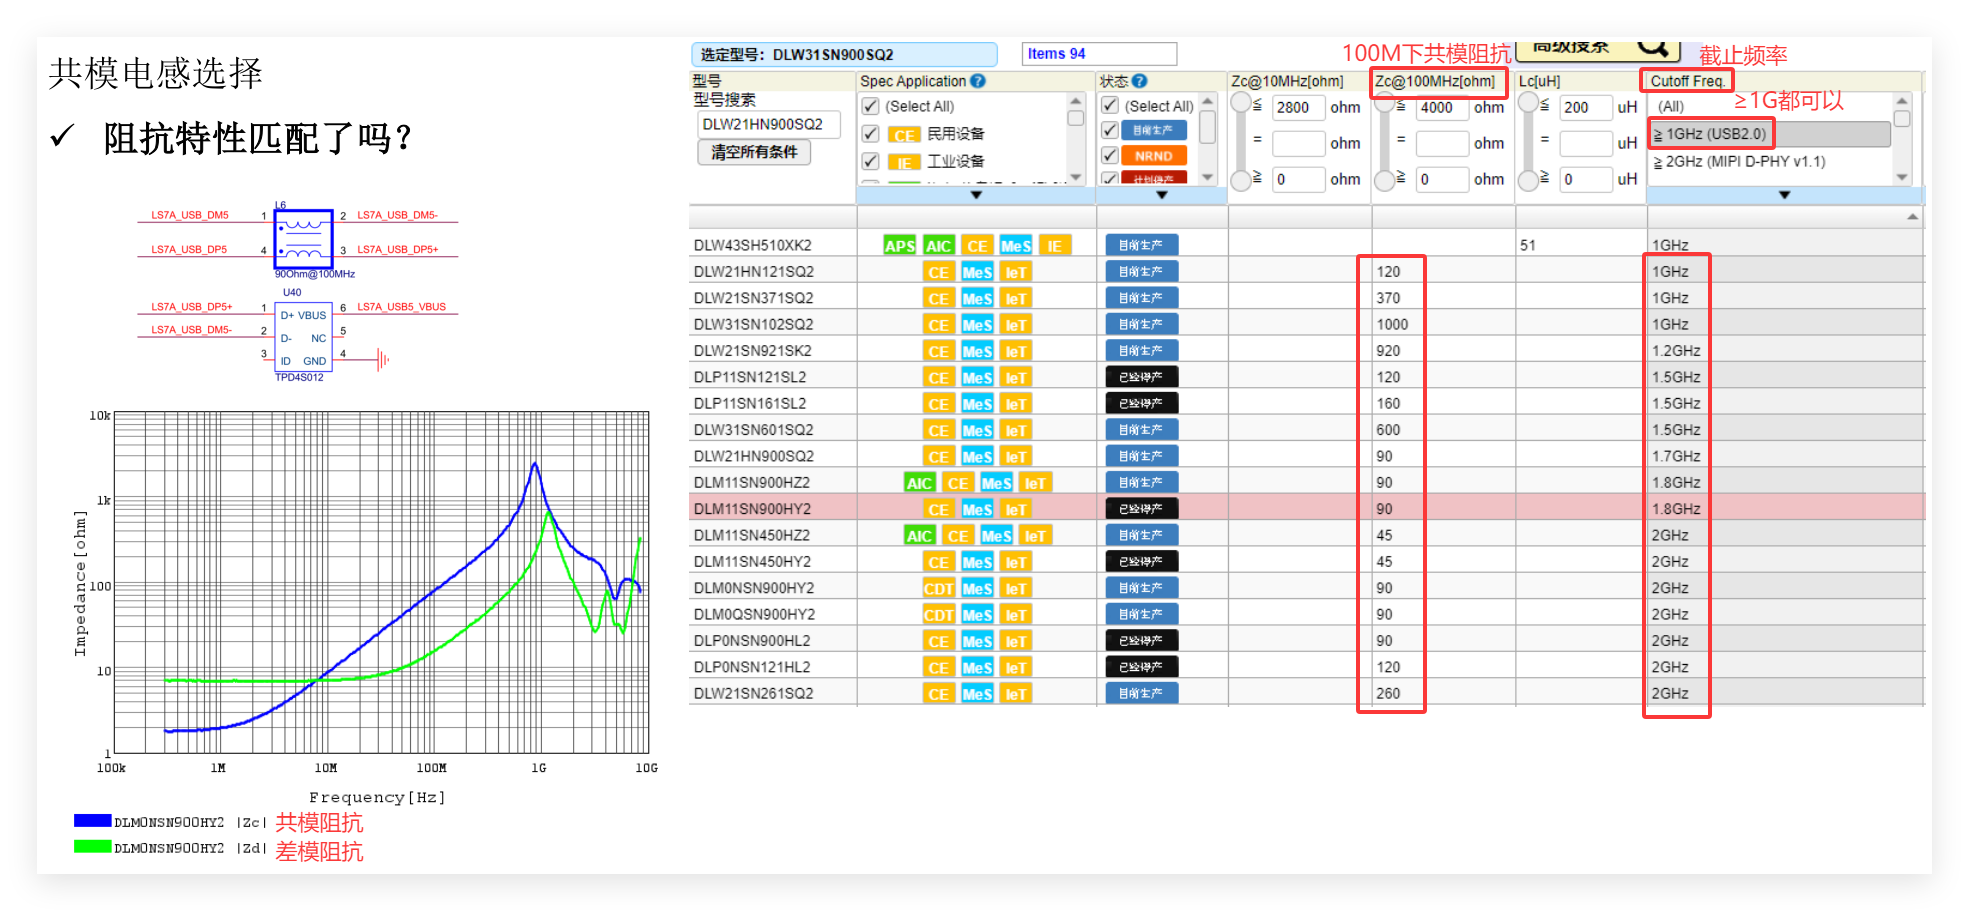 共模电感选择
✓ 阻抗特性匹配了吗?
L6
LS7A_USB_DM5 1 2 LS7A_USB_DM5-
LS7A_USB_DP5 4 3 LS7A_USB_DP5+
90Ohm@100MHz
U40
LS7A_USB_DP5+ 1 D+ VBUS 6 LS7A_USB5_VBUS
LS7A_USB_DM5- 2 D- NC 5
3 ID GND 4
TPD4S012
10k
1k
100
10
1
Impedance[ohm]
100k 1M 10M 100M 1G 10G
Frequency[Hz]
DLM0NSN900HY2 |Zc| 共模阻抗
DLM0NSN900HY2 |Zd| 差模阻抗
选定型号：DLW31SN900SQ2 Items 94 100M下共模阻抗 高级搜索 截止频率
型号 Spec Application ? 状态 ? Zc@10MHz[ohm] Zc@100MHz[ohm] Lc[uH] Cutoff Freq.
型号搜索 (Select All) (Select All) ≦ 2800 ohm ≦ 4000 ohm ≦ 200 uH (All) ≥1G都可以
DLW21HN900SQ2 CE 民用设备 目前生产 = ohm = ohm = uH ≧ 1GHz (USB2.0)
清空所有条件 IE 工业设备 NRND ≧ 0 ohm ≧ 0 ohm ≧ 0 uH ≧ 2GHz (MIPI D-PHY v1.1)
计划停产
DLW43SH510XK2 APS AIC CE MeS IE 目前生产 51 1GHz
DLW21HN121SQ2 CE MeS IeT 目前生产 120 1GHz
DLW21SN371SQ2 CE MeS IeT 目前生产 370 1GHz
DLW31SN102SQ2 CE MeS IeT 目前生产 1000 1GHz
DLW21SN921SK2 CE MeS IeT 目前生产 920 1.2GHz
DLP11SN121SL2 CE MeS IeT 已经停产 120 1.5GHz
DLP11SN161SL2 CE MeS IeT 已经停产 160 1.5GHz
DLW31SN601SQ2 CE MeS IeT 目前生产 600 1.5GHz
DLW21HN900SQ2 CE MeS IeT 目前生产 90 1.7GHz
DLM11SN900HZ2 AIC CE MeS IeT 目前生产 90 1.8GHz
DLM11SN900HY2 CE MeS IeT 已经停产 90 1.8GHz
DLM11SN450HZ2 AIC CE MeS IeT 目前生产 45 2GHz
DLM11SN450HY2 CE MeS IeT 已经停产 45 2GHz
DLM0NSN900HY2 CDT MeS IeT 目前生产 90 2GHz
DLM0QSN900HY2 CDT MeS IeT 目前生产 90 2GHz
DLP0NSN900HL2 CE MeS IeT 已经停产 90 2GHz
DLP0NSN121HL2 CE MeS IeT 已经停产 120 2GHz
DLW21SN261SQ2 CE MeS IeT 目前生产 260 2GHz